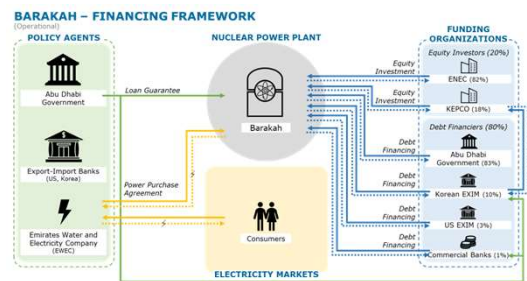 BARAKAH – FINANCING FRAMEWORK
(Operational)
POLICY AGENTS
Abu Dhabi
Government
Export-Import Banks
(US, Korea)
Emirates Water and
Electricity Company
(EWEC)
Loan Guarantee
Power Purchase
Agreement
NUCLEAR POWER PLANT
Barakah
Consumers
ELECTRICITY MARKETS
Equity
Investment
Equity
Investment
Debt
Financing
Debt
Financing
Debt
Financing
Debt
Financing
FUNDING
ORGANIZATIONS
Equity Investors (20%)
ENEC (82%)
KEPCO (18%)
Debt Financiers (80%)
Abu Dhabi
Government (83%)
Korean EXIM (10%)
US EXIM (3%)
Commercial Banks (1%)